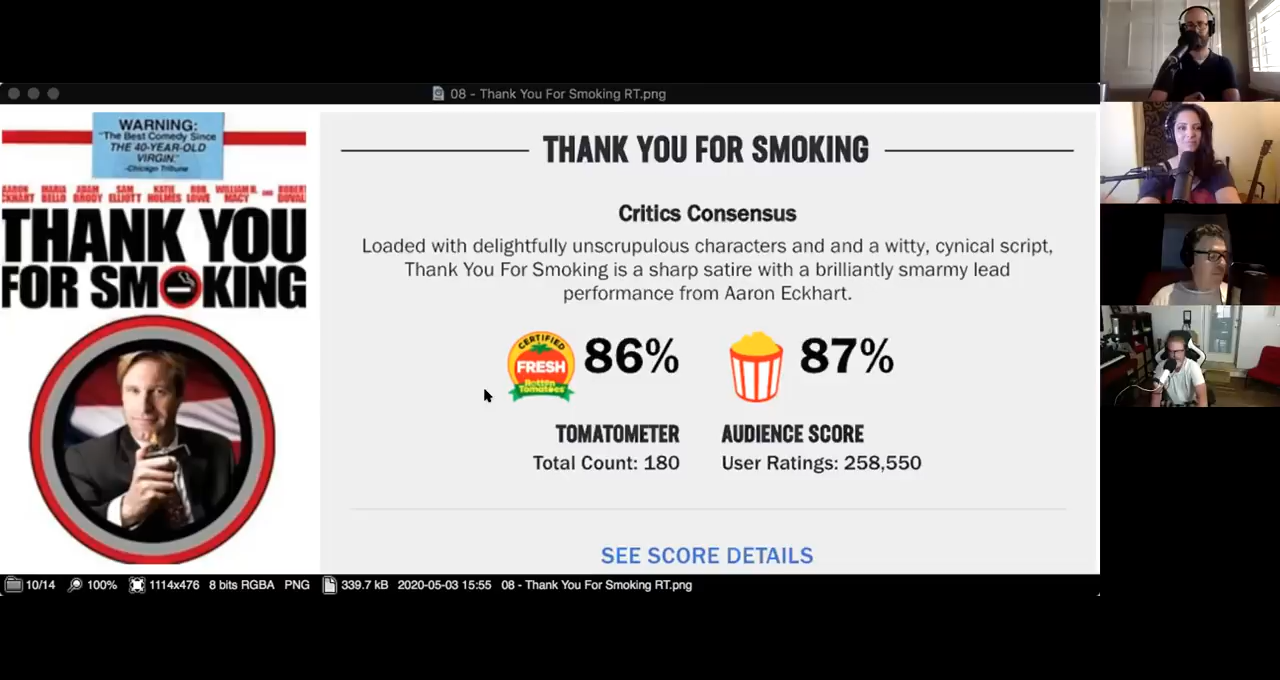 08 - Thank You For Smoking RT.png
WARNING:
"The Best Comedy Since
THE 40-YEAR-OLD
VIRGIN."
-Chicago Tribune
AARON MARIA ADAM SAM KATIE ROB WILLIAM H. AND ROBERT
ECKHART BELLO BRODY ELLIOTT HOLMES LOWE MACY DUVAL
THANK YOU
FOR SMOKING
THANK YOU FOR SMOKING
Critics Consensus
Loaded with delightfully unscrupulous characters and and a witty, cynical script,
Thank You For Smoking is a sharp satire with a brilliantly smarmy lead
performance from Aaron Eckhart.
CERTIFIED
FRESH
Rotten
Tomatoes
86%
87%
TOMATOMETER
AUDIENCE SCORE
Total Count: 180
User Ratings: 258,550
SEE SCORE DETAILS
10/14 100% 1114x476 8 bits RGBA PNG 339.7 kB 2020-05-03 15:55 08 - Thank You For Smoking RT.png